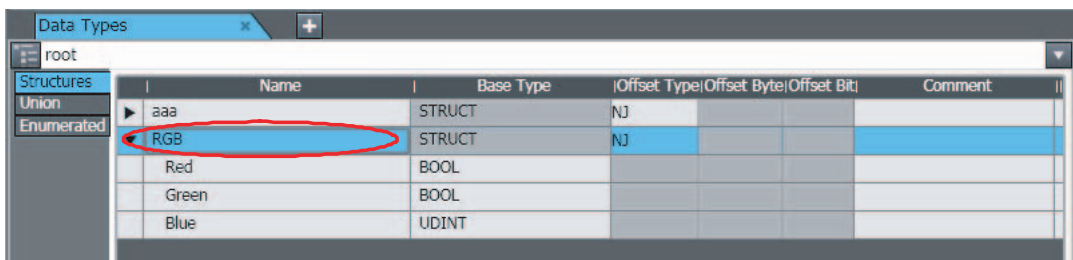 Data Types × +
root
Structures
Union
Enumerated
Name Base Type Offset Type Offset Byte Offset Bit Comment
aaa STRUCT NJ
RGB STRUCT NJ
Red BOOL
Green BOOL
Blue UDINT